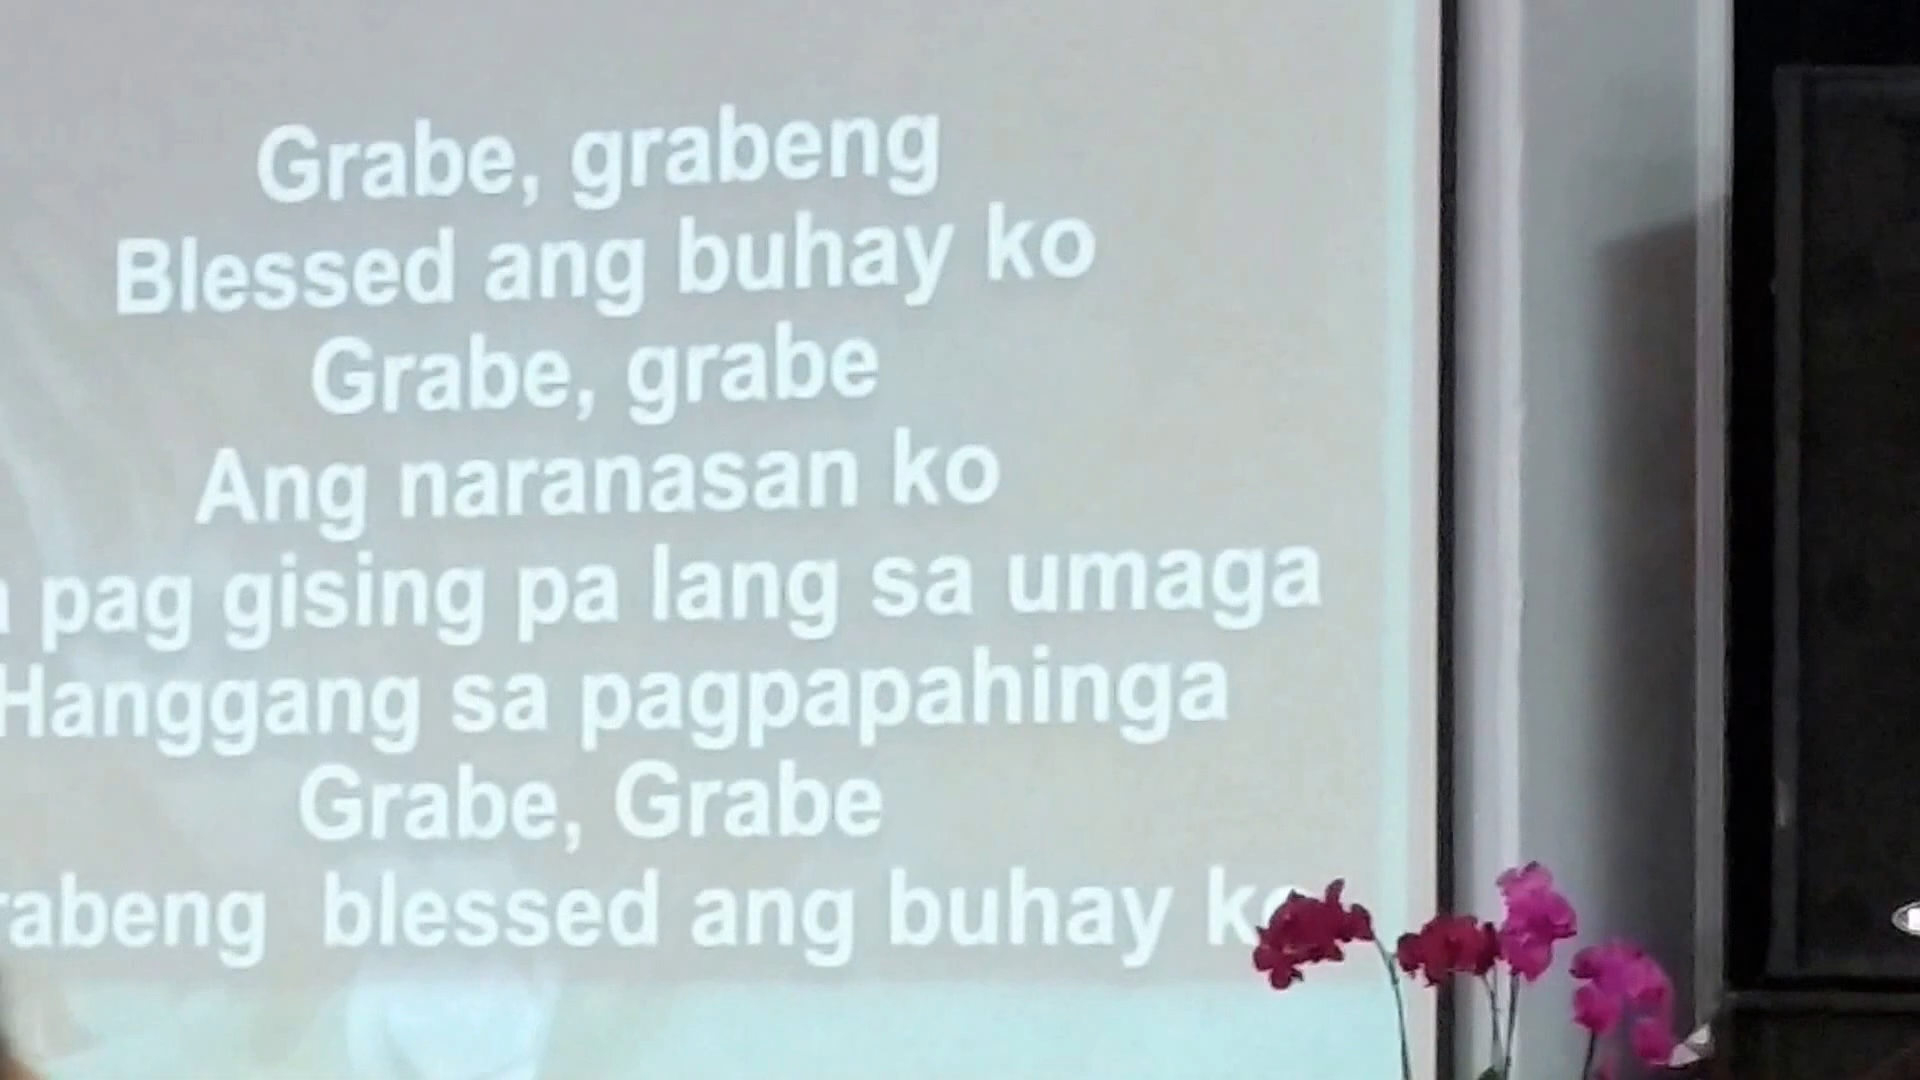 Grabe, grabeng
Blessed ang buhay ko
Grabe, grabe
Ang naranasan ko
pag gising pa lang sa umaga
Hanggang sa pagpapahinga
Grabe, Grabe
blessed ang buhay ko